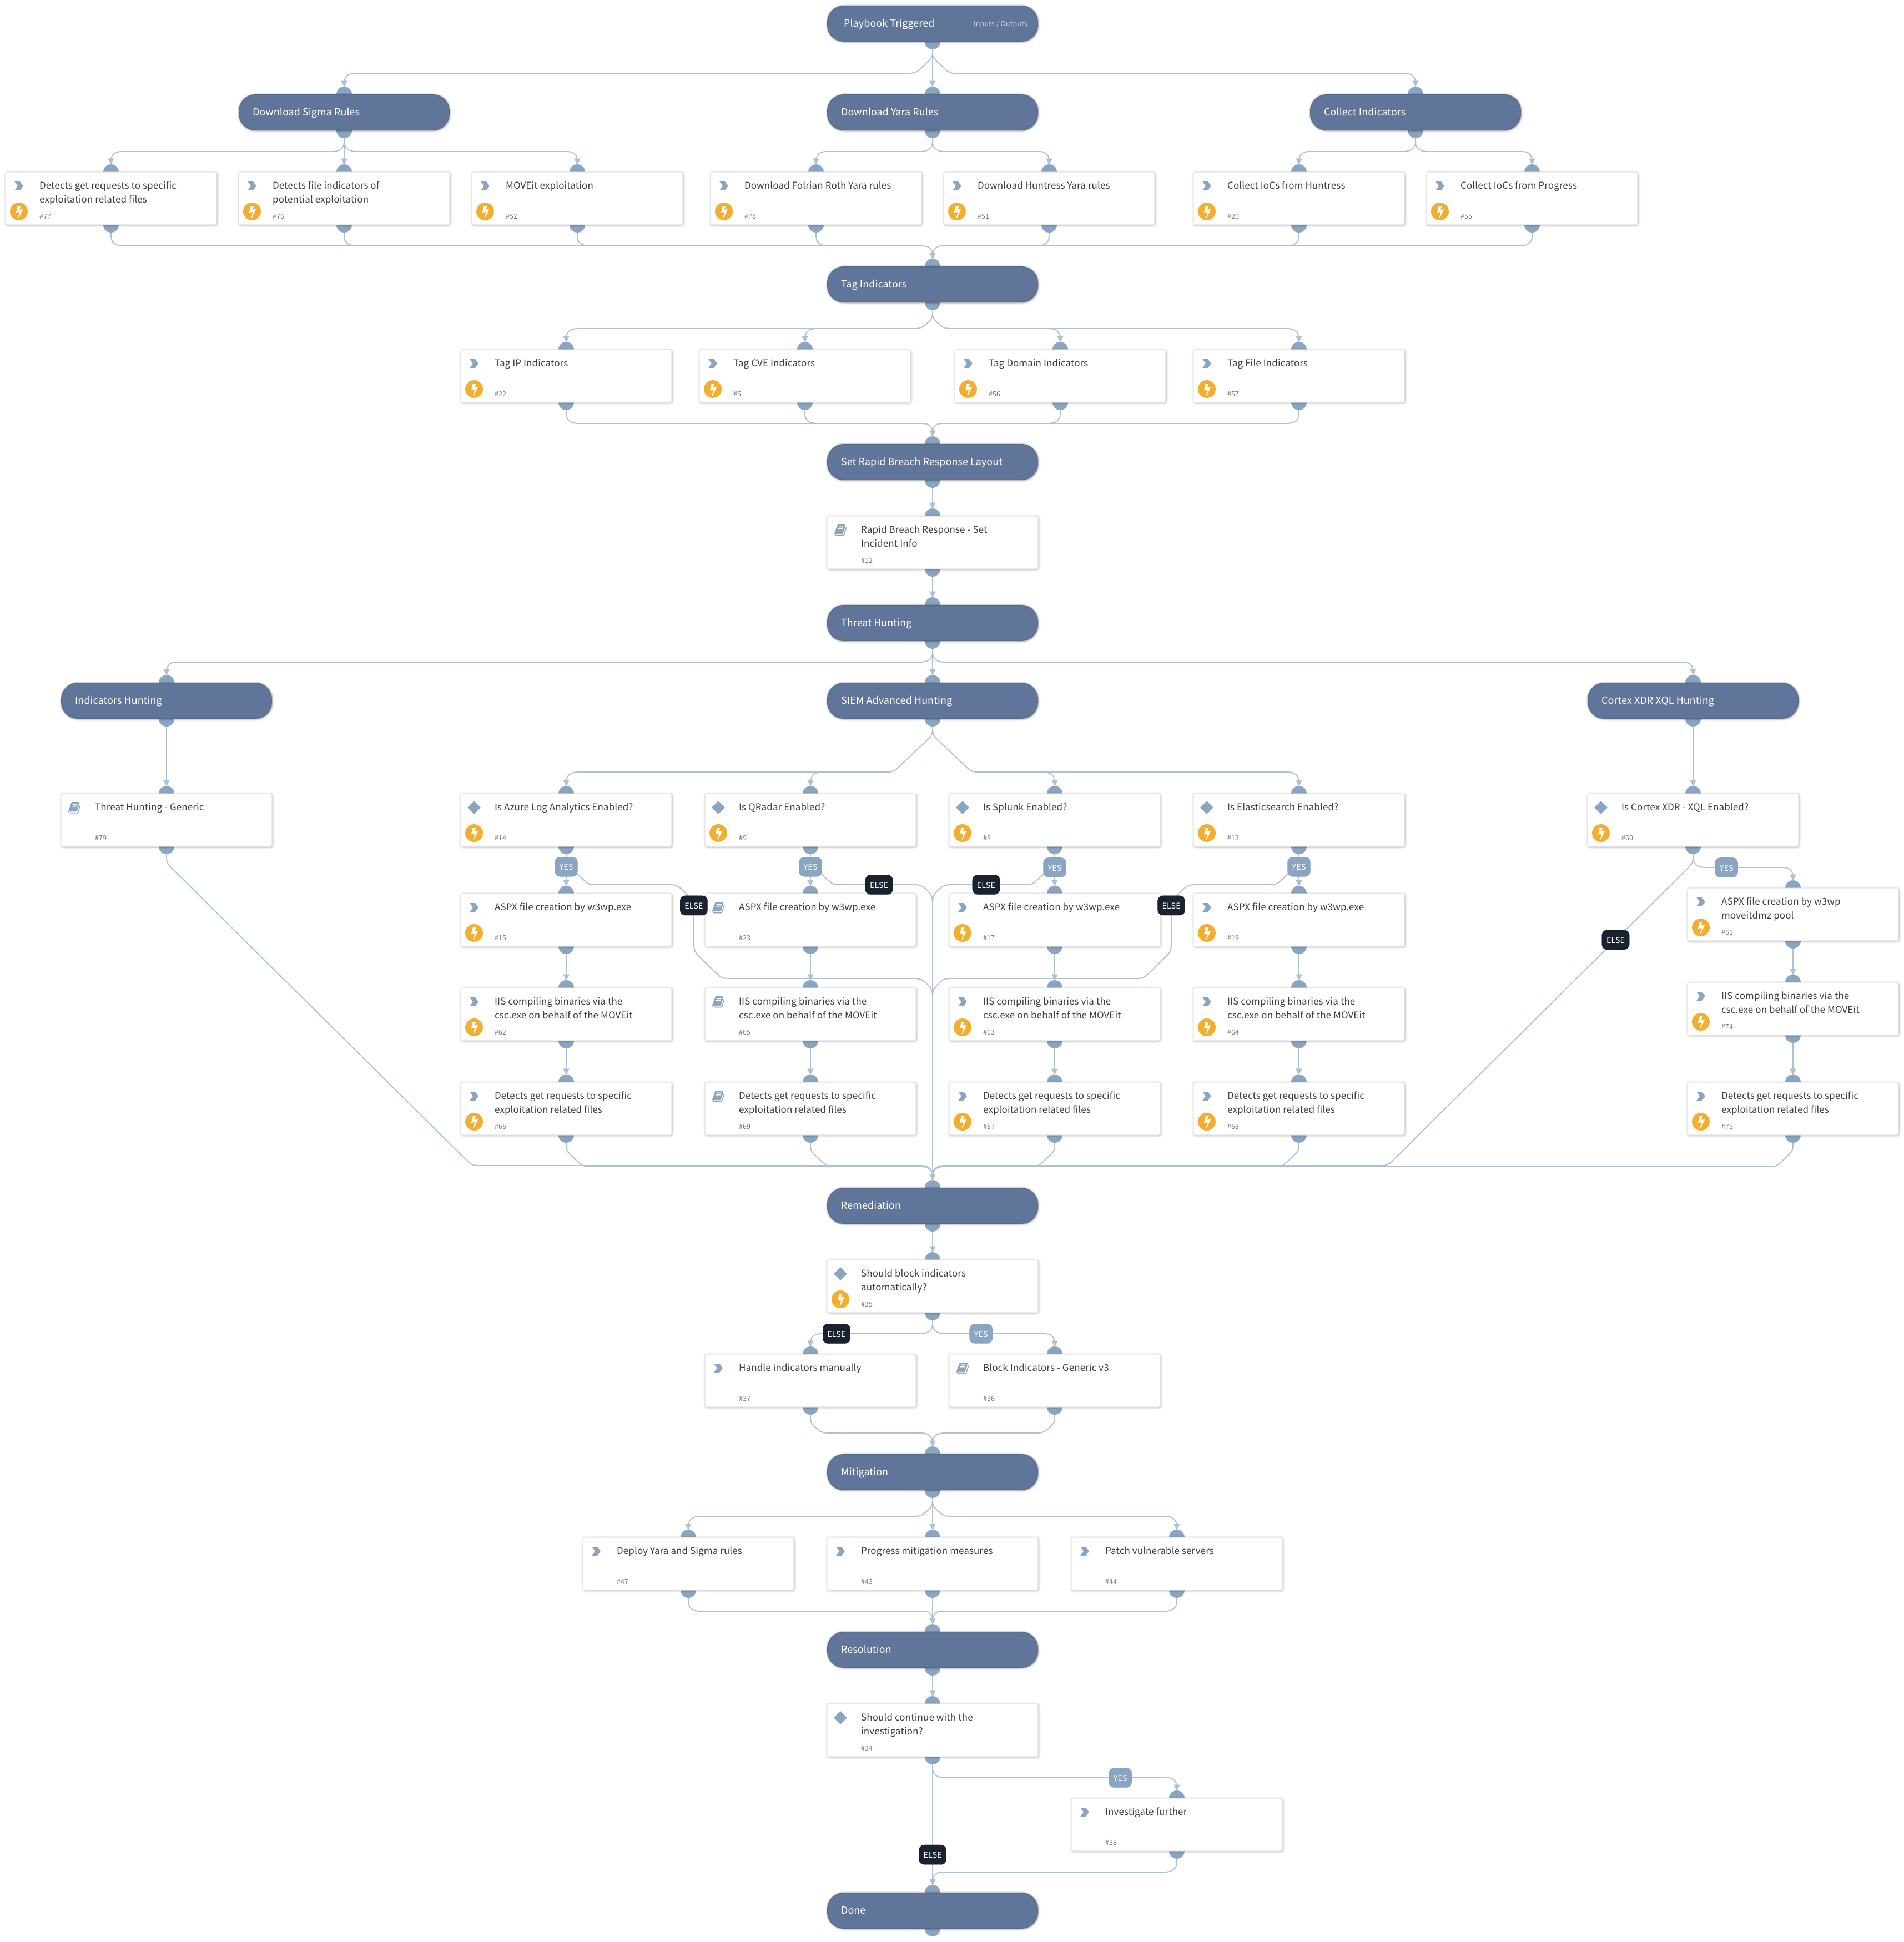 Playbook Triggered
Inputs / Outputs
Download Sigma Rules
Download Yara Rules
Collect Indicators
Detects get requests to specific
exploitation related files
#77
Detects file indicators of
potential exploitation
#76
MOVEit exploitation
#52
Download Folrian Roth Yara rules
#78
Download Huntress Yara rules
#51
Collect IoCs from Huntress
#20
Collect IoCs from Progress
#55
Tag Indicators
Tag IP Indicators
#22
Tag CVE Indicators
#5
Tag Domain Indicators
#56
Tag File Indicators
#57
Set Rapid Breach Response Layout
Rapid Breach Response - Set
Incident Info
#12
Threat Hunting
Indicators Hunting
SIEM Advanced Hunting
Cortex XDR XQL Hunting
Threat Hunting - Generic
#79
Is Azure Log Analytics Enabled?
#14
Is QRadar Enabled?
#9
Is Splunk Enabled?
#8
Is Elasticsearch Enabled?
#13
Is Cortex XDR - XQL Enabled?
#60
YES
YES
YES
YES
YES
ELSE
ELSE
ELSE
ELSE
ELSE
ASPX file creation by w3wp.exe
#15
ASPX file creation by w3wp.exe
#23
ASPX file creation by w3wp.exe
#17
ASPX file creation by w3wp.exe
#19
ASPX file creation by w3wp
moveitdmz pool
#61
IIS compiling binaries via the
csc.exe on behalf of the MOVEit
#62
IIS compiling binaries via the
csc.exe on behalf of the MOVEit
#65
IIS compiling binaries via the
csc.exe on behalf of the MOVEit
#63
IIS compiling binaries via the
csc.exe on behalf of the MOVEit
#64
IIS compiling binaries via the
csc.exe on behalf of the MOVEit
#74
Detects get requests to specific
exploitation related files
#66
Detects get requests to specific
exploitation related files
#69
Detects get requests to specific
exploitation related files
#67
Detects get requests to specific
exploitation related files
#68
Detects get requests to specific
exploitation related files
#75
Remediation
Should block indicators
automatically?
#35
ELSE
YES
Handle indicators manually
#37
Block Indicators - Generic v3
#36
Mitigation
Deploy Yara and Sigma rules
#47
Progress mitigation measures
#43
Patch vulnerable servers
#44
Resolution
Should continue with the
investigation?
#34
YES
Investigate further
#38
ELSE
Done